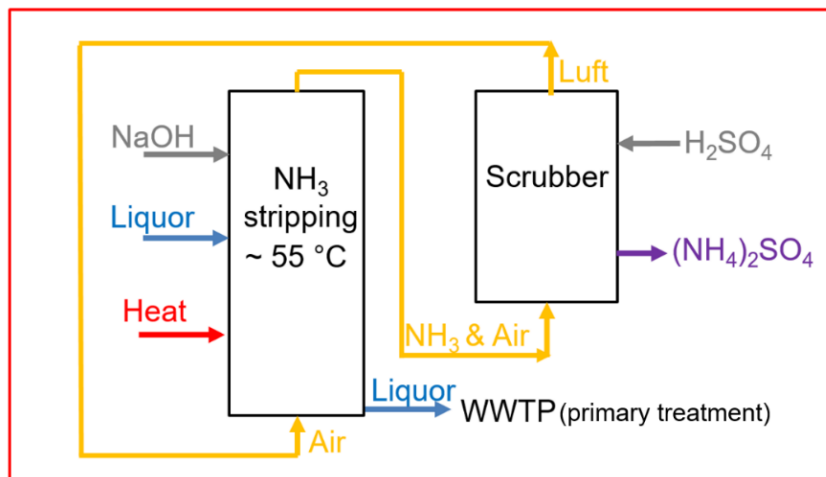 Luft
NaOH
NH₃
stripping
~ 55 °C
Liquor
Heat
Scrubber
H₂SO₄
(NH₄)₂SO₄
NH₃ & Air
Liquor
WWTP (primary treatment)
Air